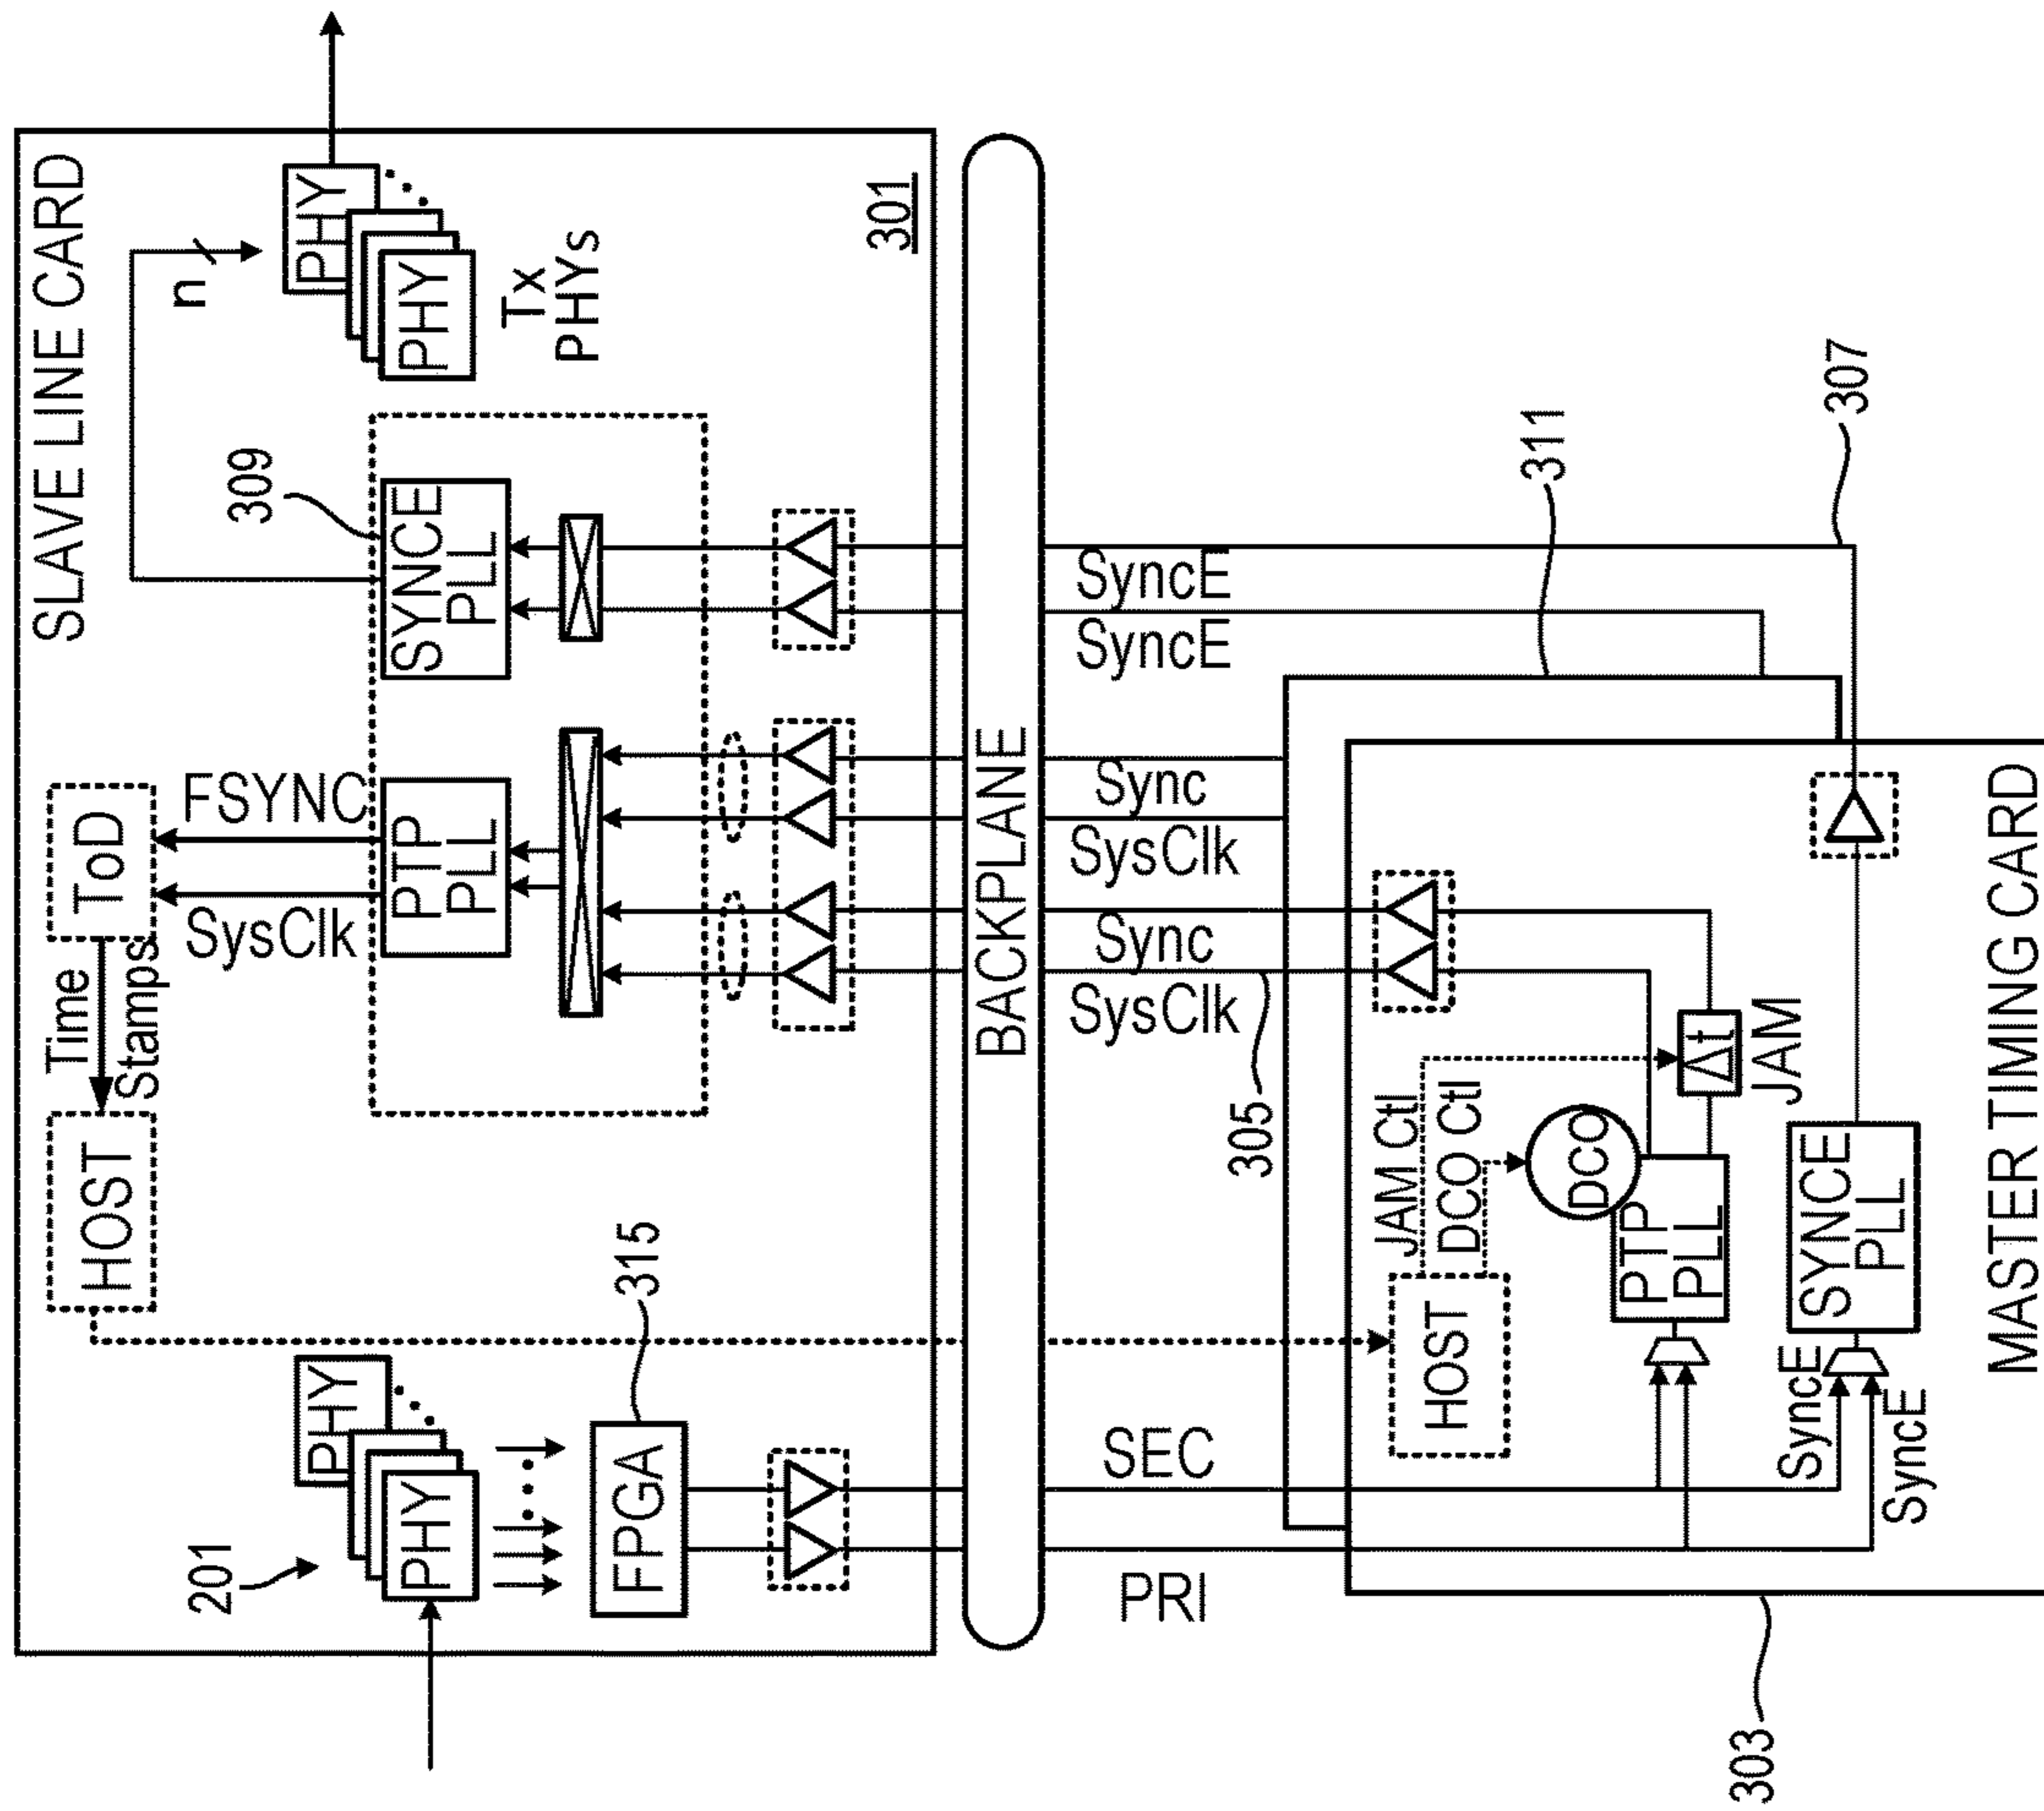 SLAVE LINE CARD
201
PHY
PHY
HOST
Time
Stamps
ToD
SysClk
FSYNC
309
n
PHY
PHY
Tx
PHYs
315
FPGA
PTP
PLL
SYNCE
PLL
301
BACKPLANE
PRI
SEC
SysClk
Sync
SysClk
Sync
SyncE
SyncE
305
311
307
HOST
JAM Ctl
DCO Ctl
DCO
PTP
PLL
Δt
JAM
SyncE
SyncE
SYNCE
PLL
303
MASTER TIMING CARD